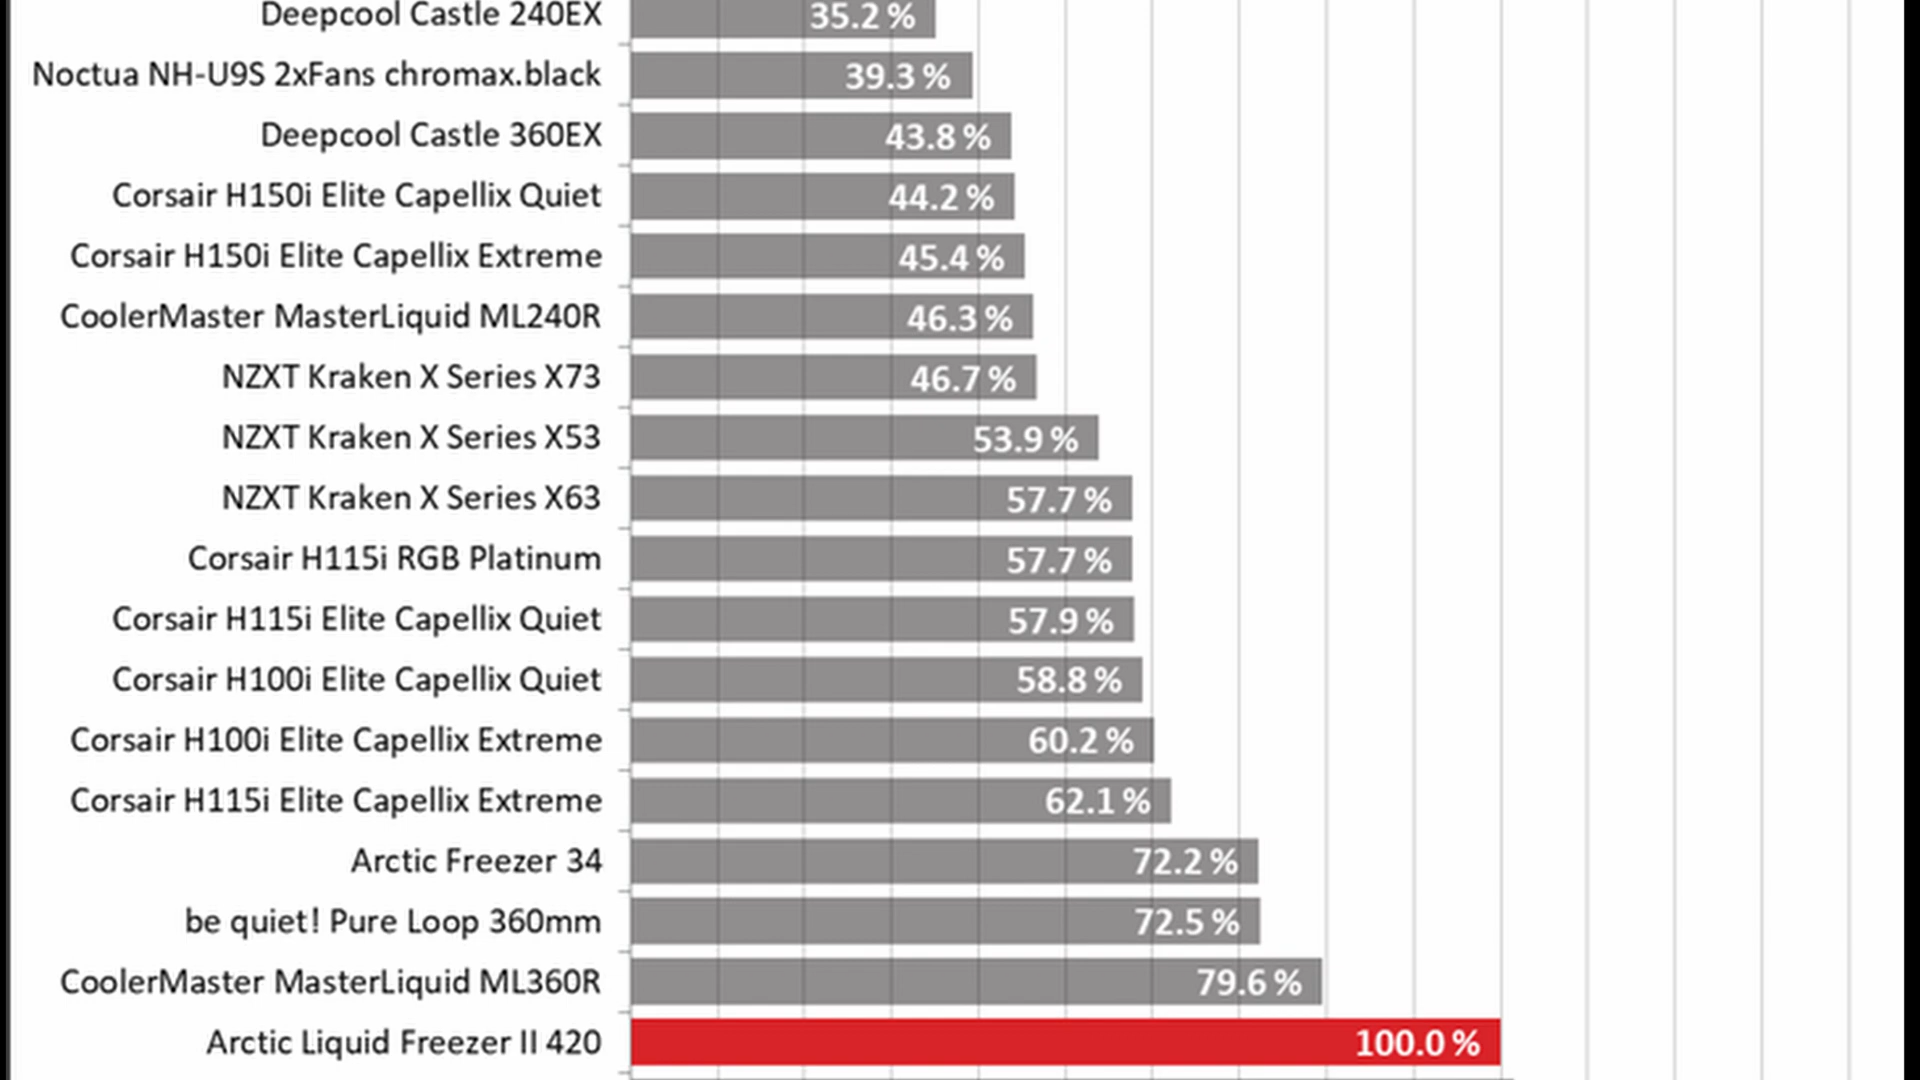 Deepcool Castle 240EX 35.2 %
Noctua NH-U9S 2xFans chromax.black 39.3 %
Deepcool Castle 360EX 43.8 %
Corsair H150i Elite Capellix Quiet 44.2 %
Corsair H150i Elite Capellix Extreme 45.4 %
CoolerMaster MasterLiquid ML240R 46.3 %
NZXT Kraken X Series X73 46.7 %
NZXT Kraken X Series X53 53.9 %
NZXT Kraken X Series X63 57.7 %
Corsair H115i RGB Platinum 57.7 %
Corsair H115i Elite Capellix Quiet 57.9 %
Corsair H100i Elite Capellix Quiet 58.8 %
Corsair H100i Elite Capellix Extreme 60.2 %
Corsair H115i Elite Capellix Extreme 62.1 %
Arctic Freezer 34 72.2 %
be quiet! Pure Loop 360mm 72.5 %
CoolerMaster MasterLiquid ML360R 79.6 %
Arctic Liquid Freezer II 420 100.0 %